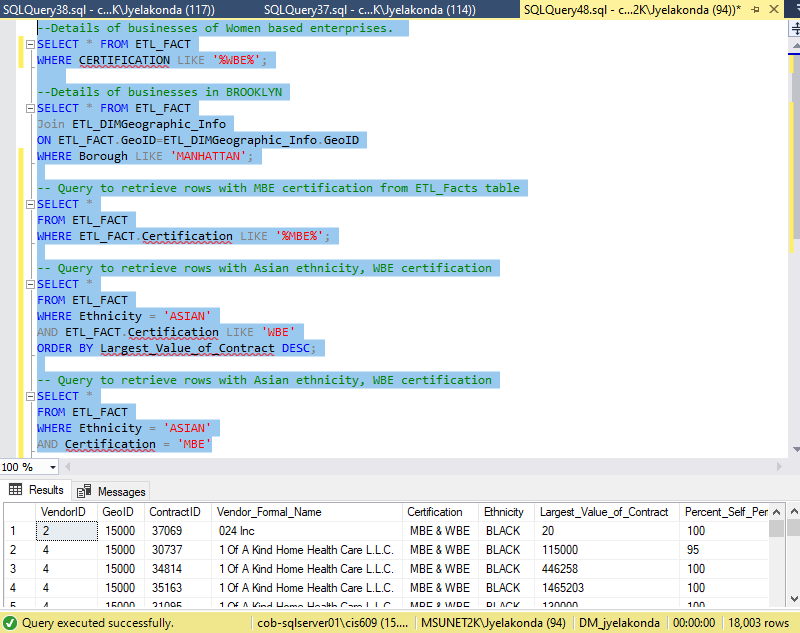 SQLQuery38.sql - c...K\Jyelakonda (117))
SQLQuery37.sql - c...K\Jyelakonda (114))
SQLQuery48.sql - c...2K\Jyelakonda (94))*
--Details of businesses of Women based enterprises.
SELECT * FROM ETL_FACT
WHERE CERTIFICATION LIKE '%WBE%';
--Details of businesses in BROOKLYN
SELECT * FROM ETL_FACT
Join ETL_DIMGeographic_Info
ON ETL_FACT.GeoID=ETL_DIMGeographic_Info.GeoID
WHERE Borough LIKE 'MANHATTAN';
-- Query to retrieve rows with MBE certification from ETL_Facts table
SELECT *
FROM ETL_FACT
WHERE ETL_FACT.Certification LIKE '%MBE%';
-- Query to retrieve rows with Asian ethnicity, WBE certification
SELECT *
FROM ETL_FACT
WHERE Ethnicity = 'ASIAN'
AND ETL_FACT.Certification LIKE 'WBE'
ORDER BY Largest_Value_of_Contract DESC;
-- Query to retrieve rows with Asian ethnicity, WBE certification
SELECT *
FROM ETL_FACT
WHERE Ethnicity = 'ASIAN'
AND Certification = 'MBE'
100 %
Results Messages
VendorID GeoID ContractID Vendor_Formal_Name Certification Ethnicity Largest_Value_of_Contract Percent_Self_Per
1 2 15000 37069 024 Inc MBE & WBE BLACK 20 100
2 4 15000 30737 1 Of A Kind Home Health Care L.L.C. MBE & WBE BLACK 115000 95
3 4 15000 34814 1 Of A Kind Home Health Care L.L.C. MBE & WBE BLACK 446258 100
4 4 15000 35163 1 Of A Kind Home Health Care L.L.C. MBE & WBE BLACK 1465203 100
5 4 15000 31095 1 Of A Kind Home Health Care L.L.C. MBE & WBE BLACK 130000 100
Query executed successfully. cob-sqlserver01\cis609 (15.... MSUNET2K\Jyelakonda (94) DM_jyelakonda 00:00:00 18,003 rows